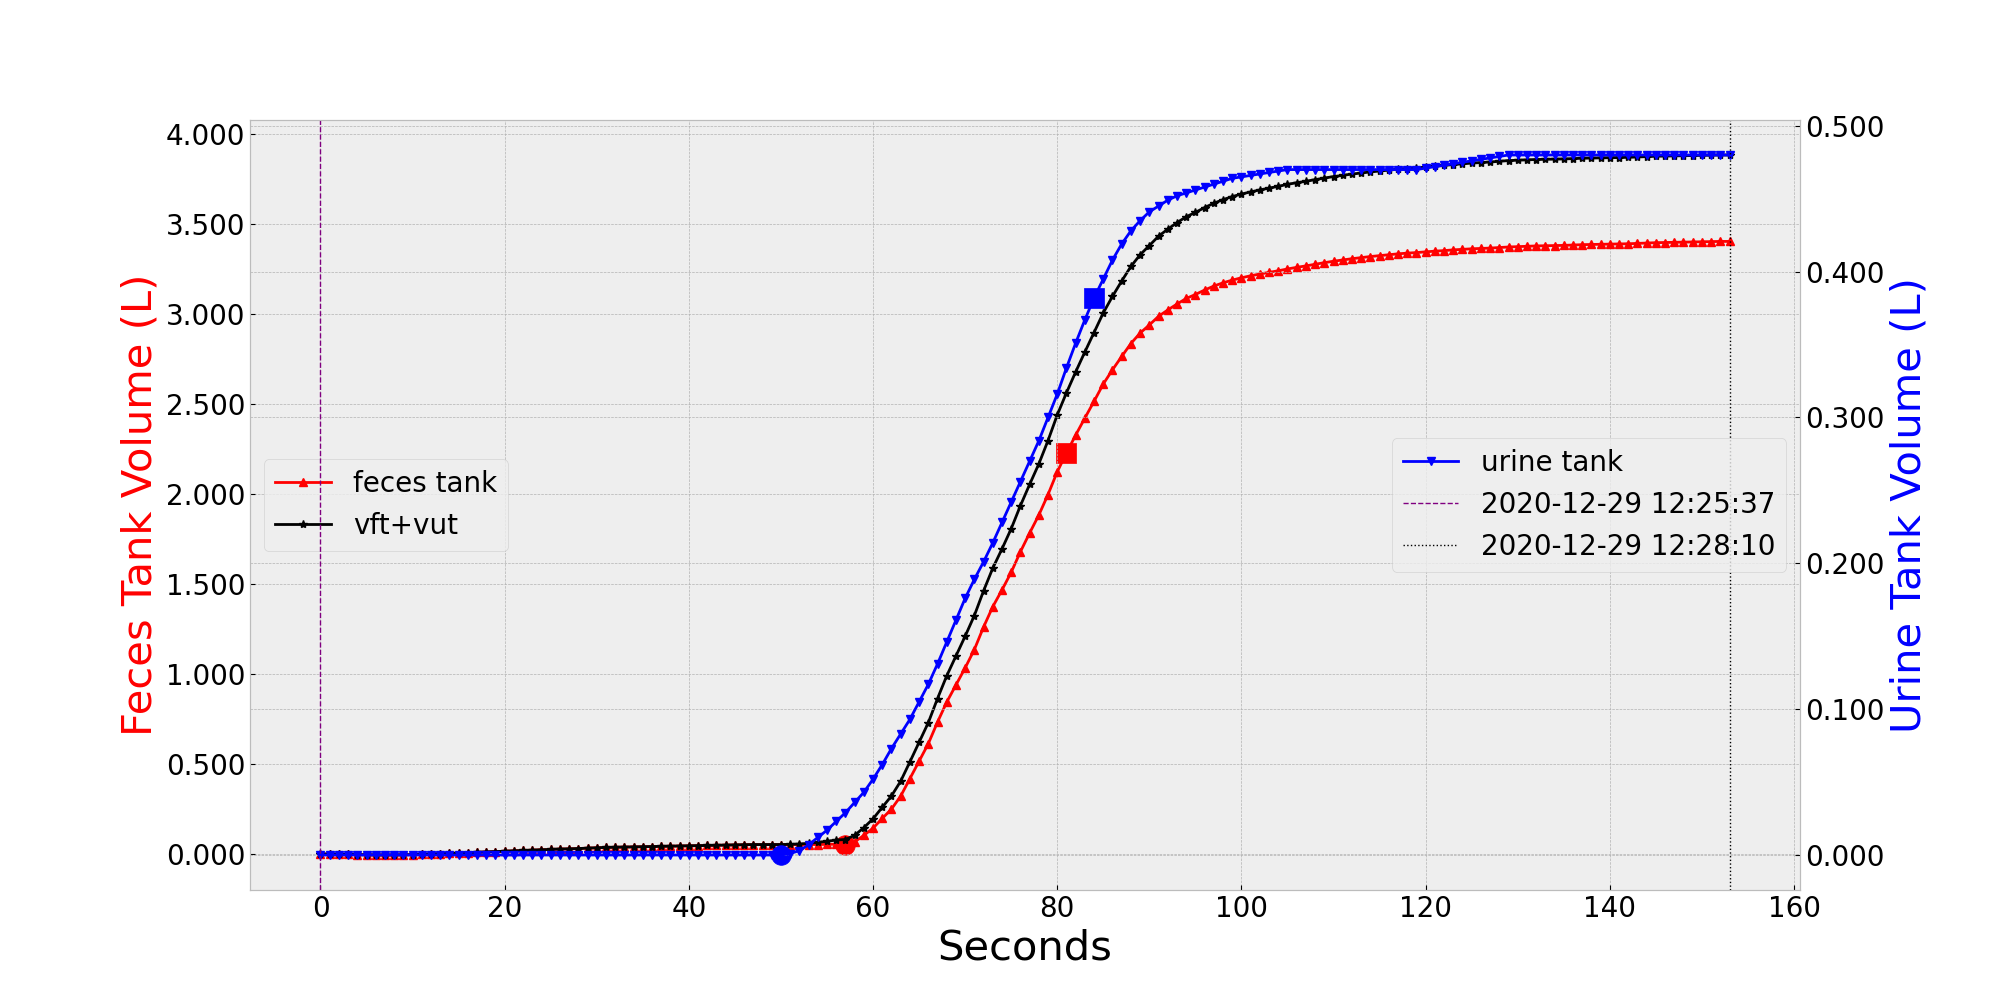 Feces Tank Volume (L)
4.000
3.500
3.000
2.500
2.000
1.500
1.000
0.500
0.000
feces tank
vft+vut
urine tank
2020-12-29 12:25:37
2020-12-29 12:28:10
0.500
0.400
0.300
0.200
0.100
0.000
Urine Tank Volume (L)
0 20 40 60 80 100 120 140 160
Seconds